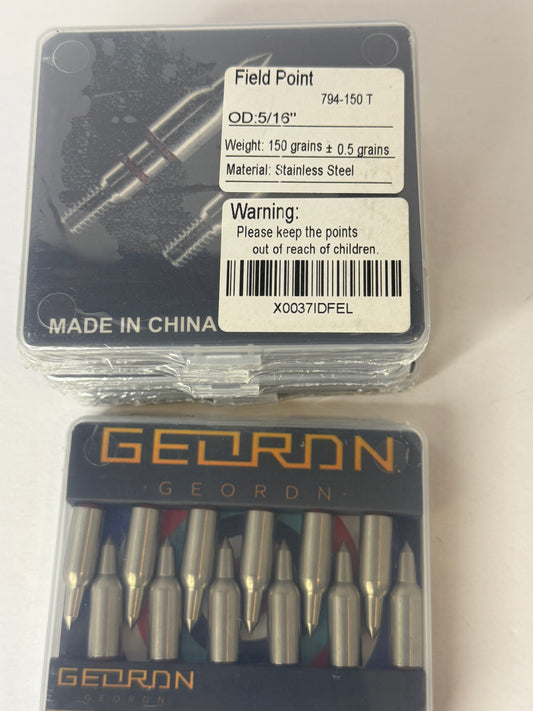 Field Point
794-150 T
OD:5/16"
Weight: 150 grains ± 0.5 grains
Material: Stainless Steel
Warning:
Please keep the points
out of reach of children.
X0037IDFEL
MADE IN CHINA
GEORDN
GEORDN
GEORDN
GEORDN